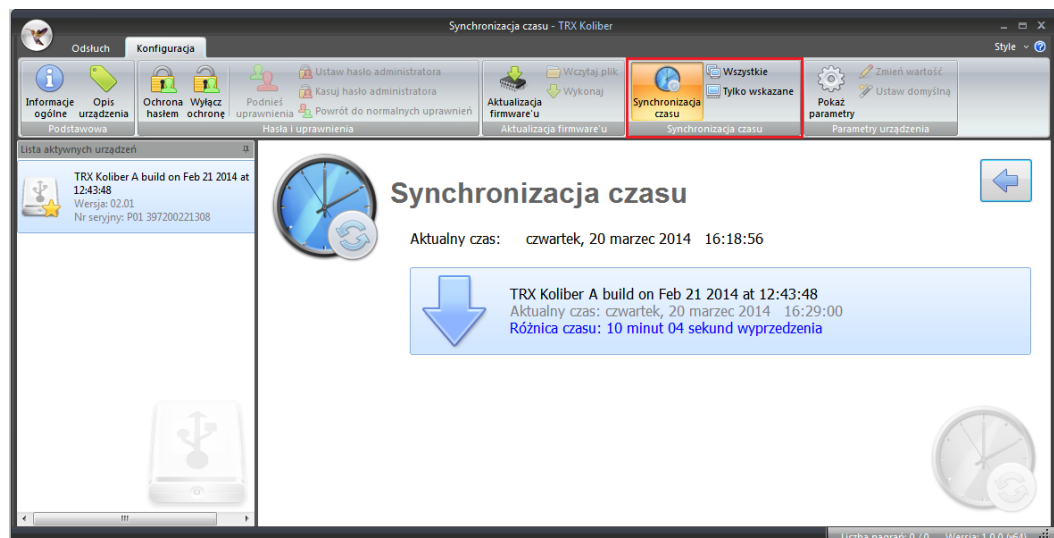 Synchronizacja czasu - TRX Koliber
Odsłuch
Konfiguracja
Style
Informacje ogólne
Opis urządzenia
Podstawowa
Ochrona hasłem
Wyłącz ochronę
Podnieś uprawnienia
Ustaw hasło administratora
Kasuj hasło administratora
Powrót do normalnych uprawnień
Hasła i uprawnienia
Aktualizacja firmware'u
Wczytaj plik
Wykonaj
Aktualizacja firmware'u
Synchronizacja czasu
Wszystkie
Tylko wskazane
Synchronizacja czasu
Pokaż parametry
Zmień wartość
Ustaw domyślną
Parametry urządzenia
Lista aktywnych urządzeń
TRX Koliber A build on Feb 21 2014 at
12:43:48
Wersja: 02.01
Nr seryjny: P01 397200221308
Synchronizacja czasu
Aktualny czas: czwartek, 20 marzec 2014 16:18:56
TRX Koliber A build on Feb 21 2014 at 12:43:48
Aktualny czas: czwartek, 20 marzec 2014 16:29:00
Różnica czasu: 10 minut 04 sekund wyprzedzenia
Liczba nagrań: 0 / 0 Wersja: 1.0.0 (x64)